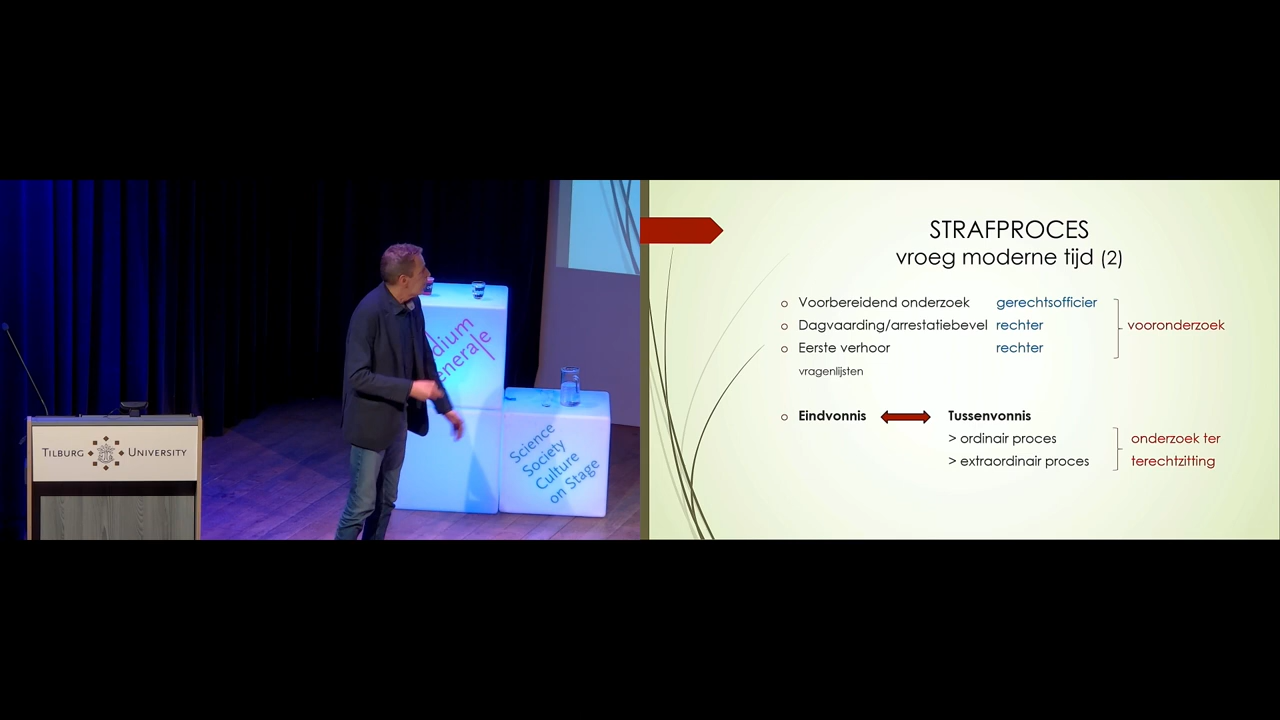 dium
enerale
Science
Society
Culture
on Stage
TILBURG UNIVERSITY
STRAFPROCES
vroeg moderne tijd (2)
Voorbereidend onderzoek gerechtsofficier
Dagvaarding/arrestatiebevel rechter vooronderzoek
Eerste verhoor rechter
vragenlijsten
Eindvonnis Tussenvonnis
> ordinair proces onderzoek ter
> extraordinair proces terechtzitting